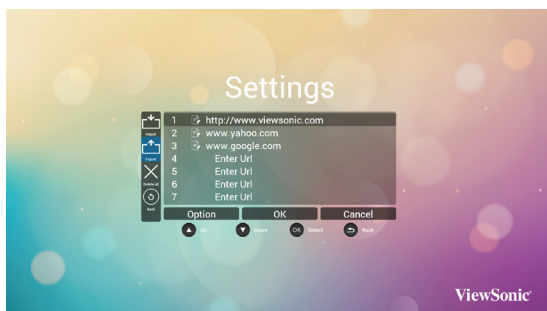 Settings
Import
Export
Delete all
Back
1 http://www.viewsonic.com
2 www.yahoo.com
3 www.google.com
4 Enter Url
5 Enter Url
6 Enter Url
7 Enter Url
Option OK Cancel
Up Down OK Select Back
ViewSonic